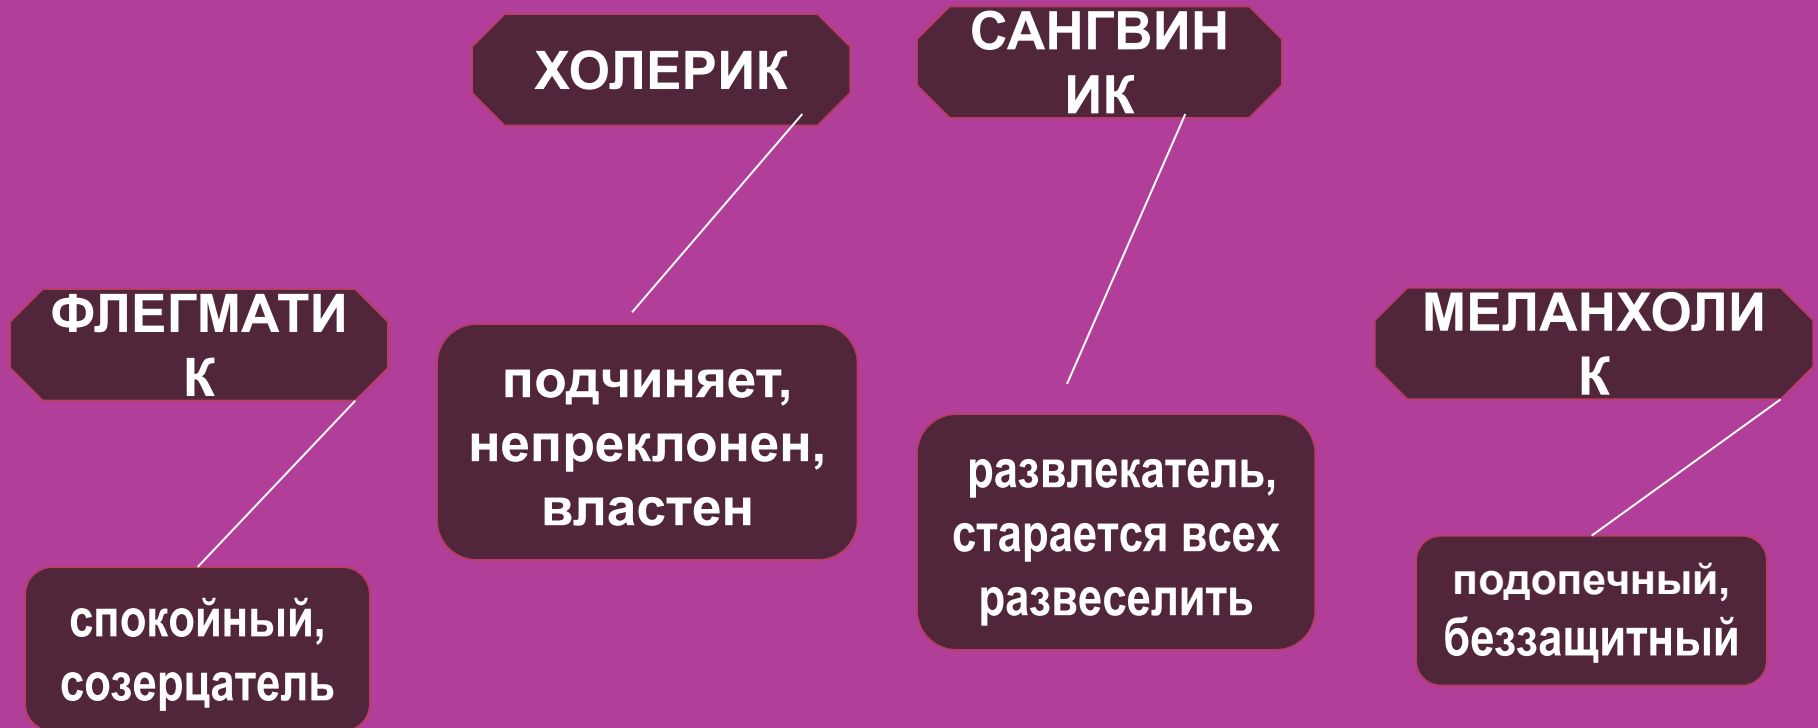 ХОЛЕРИК
САНГВИН
ИК
ФЛЕГМАТИ
К
МЕЛАНХОЛИ
К
подчиняет,
непреклонен,
властен
развлекатель,
старается всех
развеселить
подопечный,
беззащитный
спокойный,
созерцатель